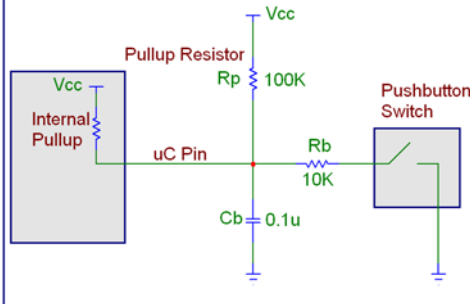 Vcc
Pullup Resistor
Rp 100K
Vcc
Internal
Pullup
Pushbutton
Switch
uC Pin
Rb
10K
Cb 0.1u